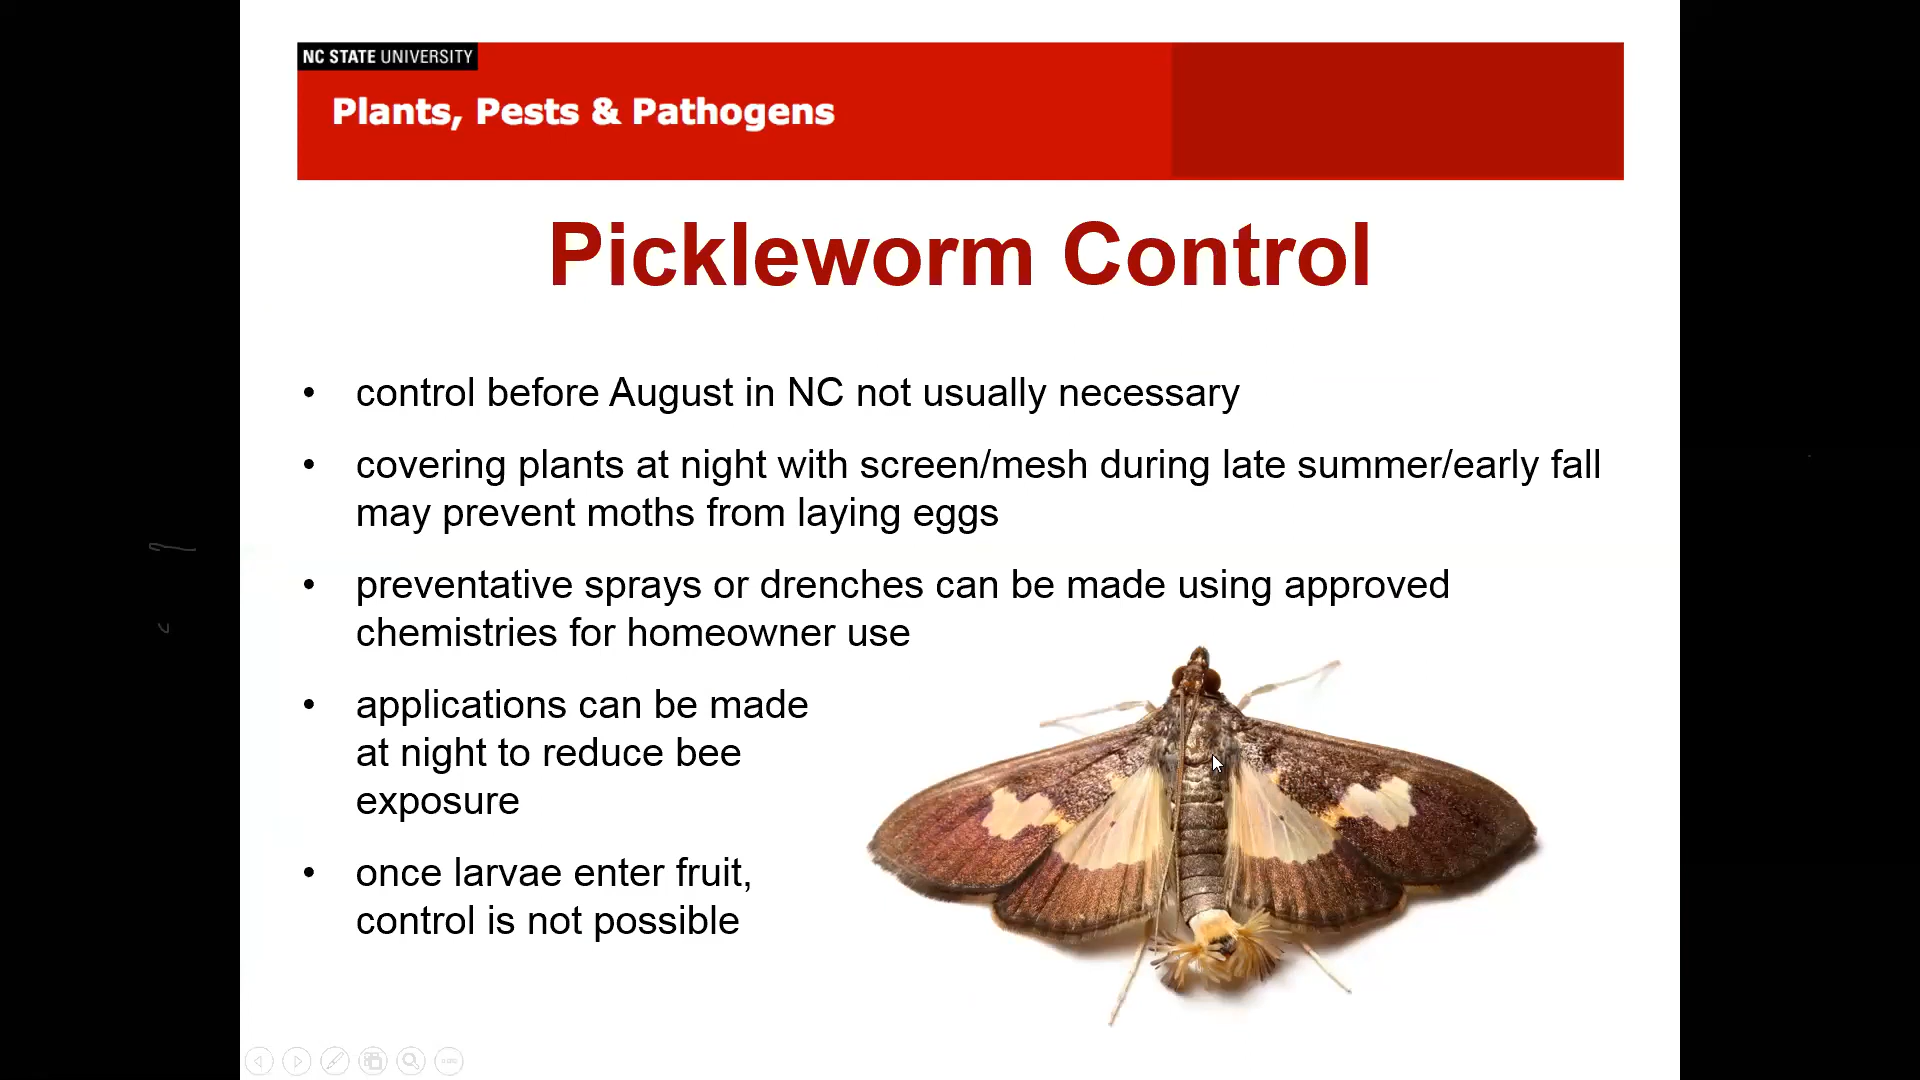 NC STATE UNIVERSITY
Plants, Pests & Pathogens
Pickleworm Control
• control before August in NC not usually necessary
• covering plants at night with screen/mesh during late summer/early fall
may prevent moths from laying eggs
• preventative sprays or drenches can be made using approved
chemistries for homeowner use
• applications can be made
at night to reduce bee
exposure
• once larvae enter fruit,
control is not possible